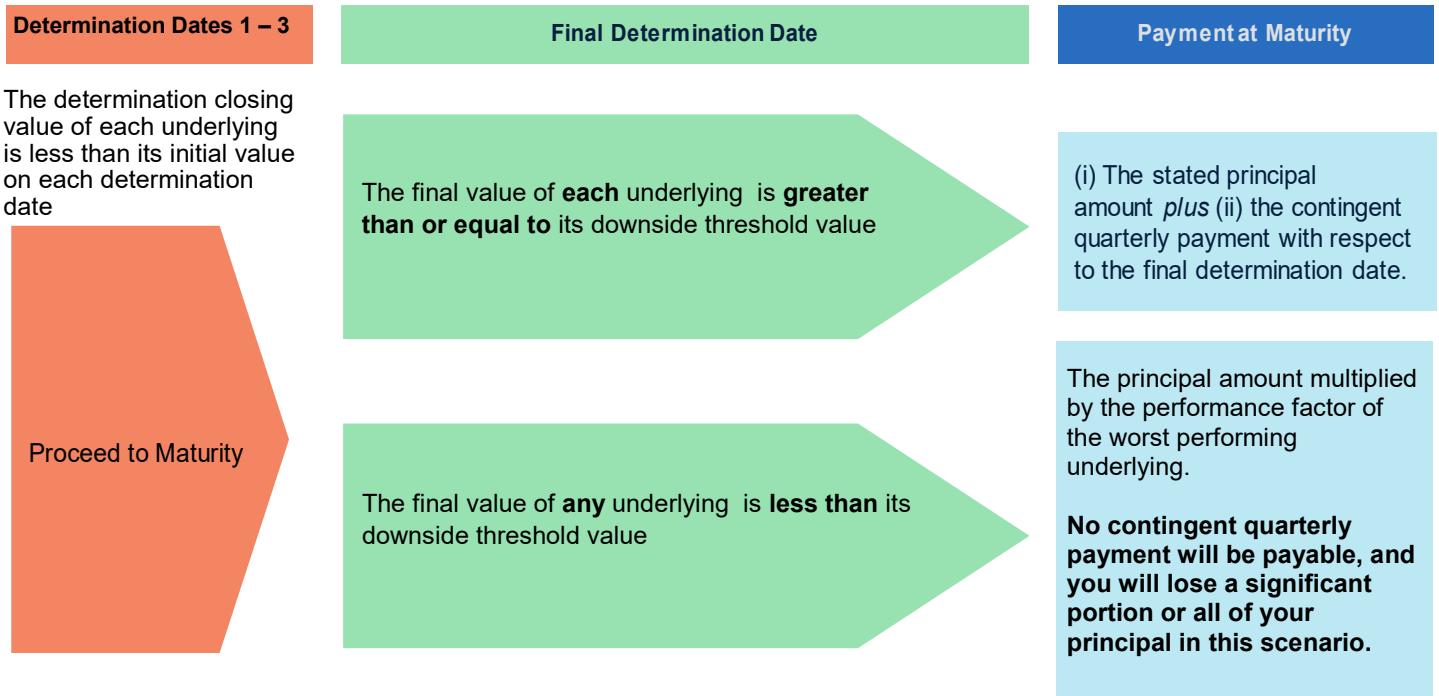 Determination Dates 1 – 3
Final Determination Date
Payment at Maturity
The determination closing
value of each underlying
is less than its initial value
on each determination
date
Proceed to Maturity
The final value of each underlying is greater
than or equal to its downside threshold value
(i) The stated principal
amount plus (ii) the contingent
quarterly payment with respect
to the final determination date.
The final value of any underlying is less than its
downside threshold value
The principal amount multiplied
by the performance factor of
the worst performing
underlying.
No contingent quarterly
payment will be payable, and
you will lose a significant
portion or all of your
principal in this scenario.